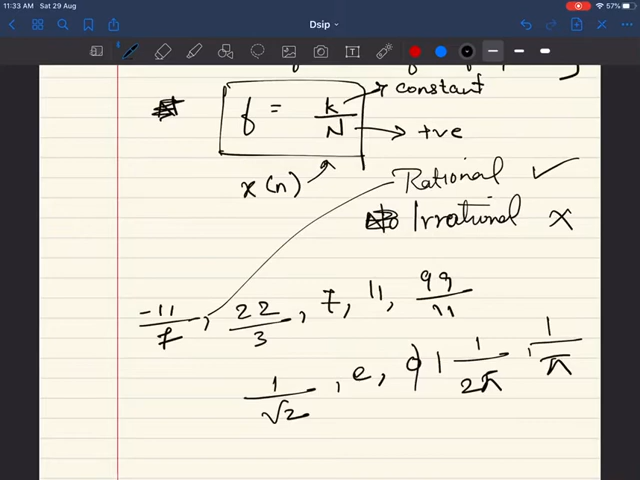 11:33 AM Sat 29 Aug
57%
Dsip
f = k/N
constant
+ve
x(n)
Rational ✓
Irrational ✗
-11/7, 22/3, 7, 11, 99/11
1/√2, e, ϕ, 1/2π, 1/π